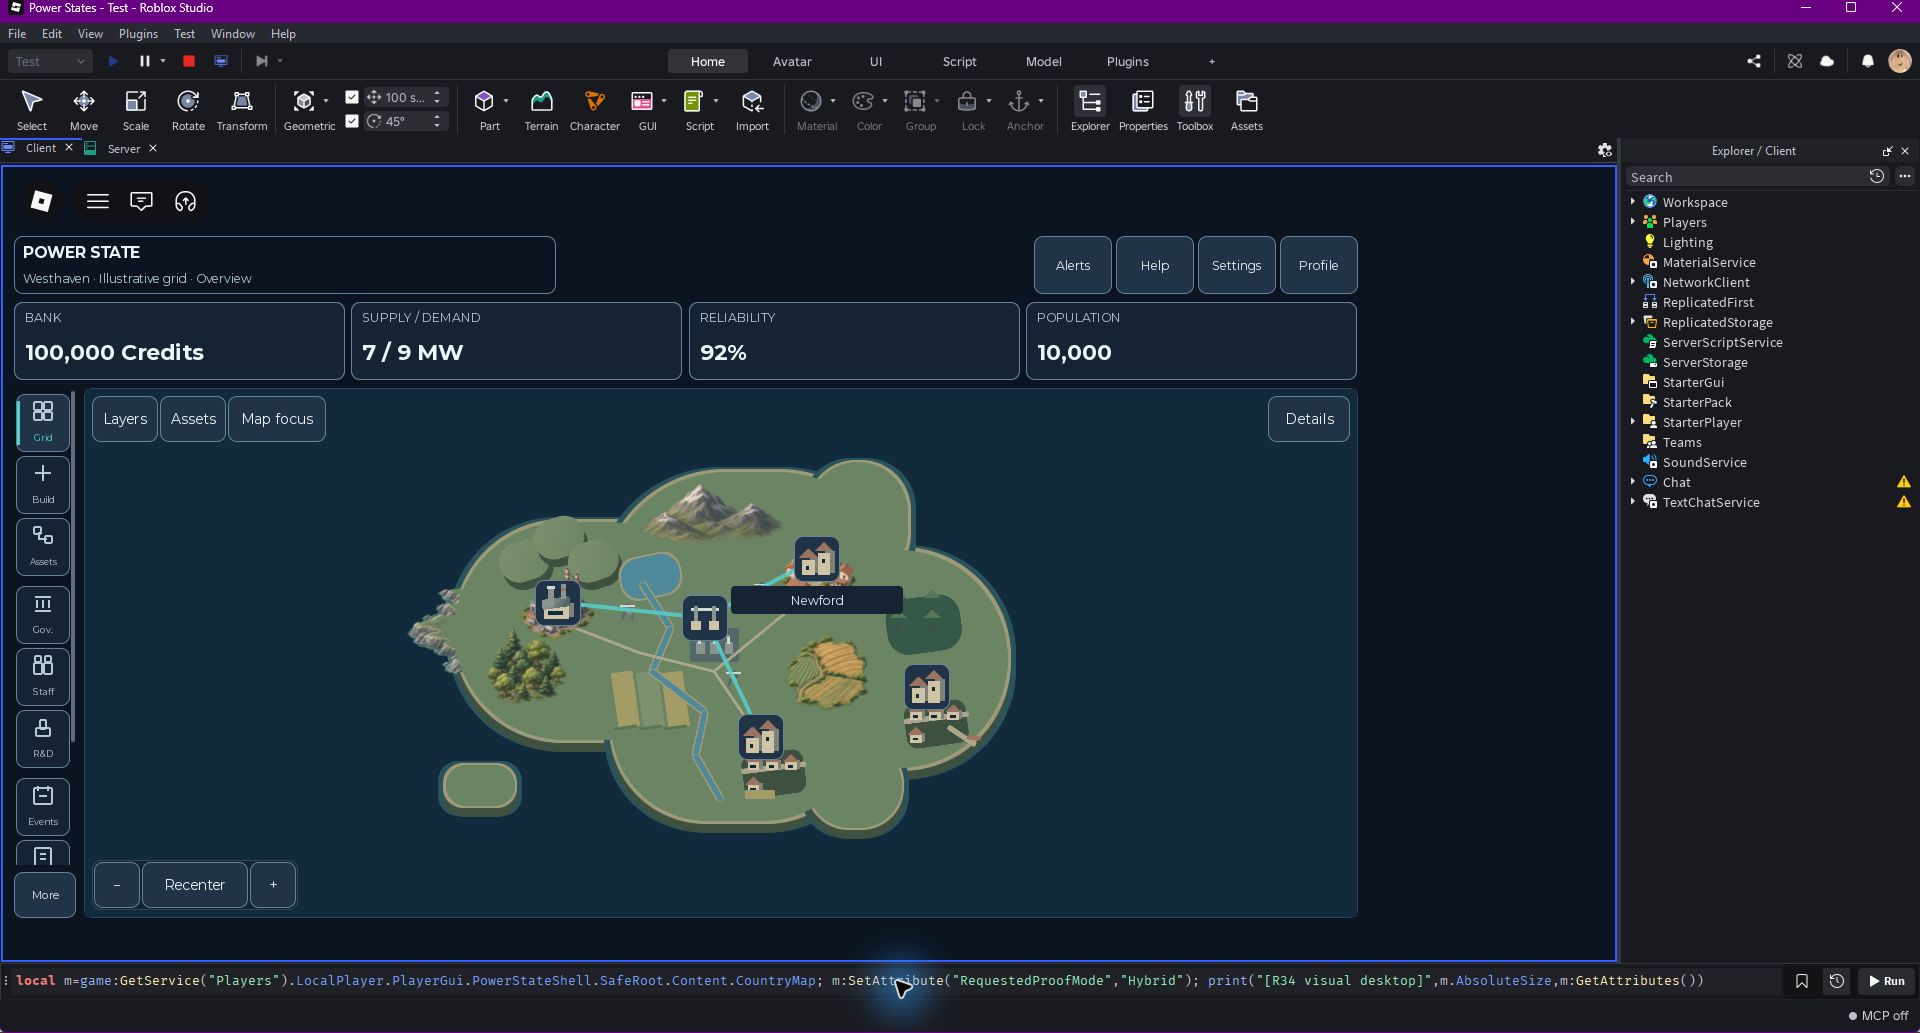 Power States - Test - Roblox Studio
File Edit View Plugins Test Window Help
Test
Home Avatar UI Script Model Plugins +
100 s...
45°
Select Move Scale Rotate Transform Geometric Part Terrain Character GUI Script Import Material Color Group Lock Anchor Explorer Properties Toolbox Assets
Client Server
Explorer / Client
Search
Workspace
Players
Lighting
MaterialService
NetworkClient
ReplicatedFirst
ReplicatedStorage
ServerScriptService
ServerStorage
StarterGui
StarterPack
StarterPlayer
Teams
SoundService
Chat
TextChatService
POWER STATE
Westhaven · Illustrative grid · Overview
Alerts Help Settings Profile
BANK
100,000 Credits
SUPPLY / DEMAND
7 / 9 MW
RELIABILITY
92%
POPULATION
10,000
Grid
Build
Assets
Gov.
Staff
R&D
Events
More
Layers Assets Map focus Details
Newford
- Recenter +
local m=game:GetService("Players").LocalPlayer.PlayerGui.PowerStateShell.SafeRoot.Content.CountryMap; m:SetAttribute("RequestedProofMode","Hybrid"); print("[R34 visual desktop]",m.AbsoluteSize,m:GetAttributes())
Run
MCP off